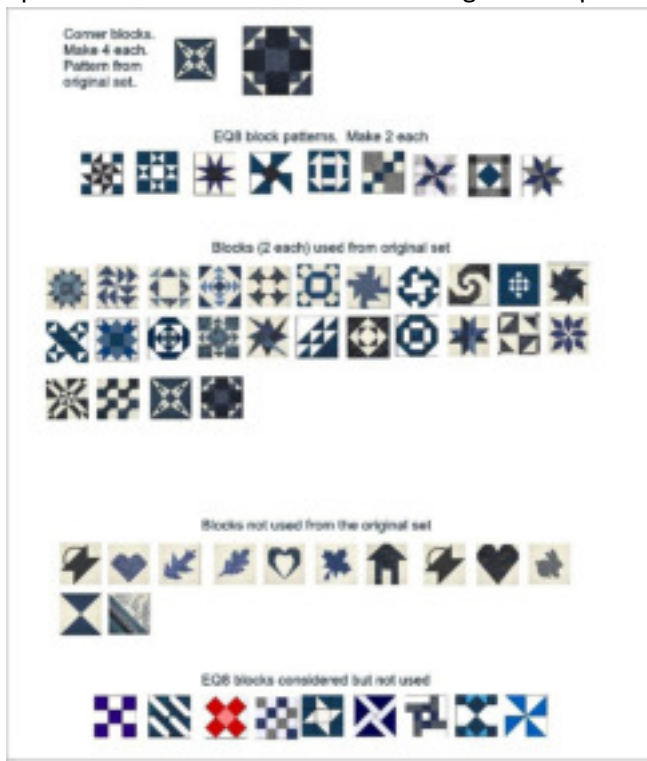 Corner blocks.
Make 4 each.
Pattern from
original set.
EQ8 block patterns. Make 2 each
Blocks (2 each) used from original set
Blocks not used from the original set
EQ8 blocks considered but not used